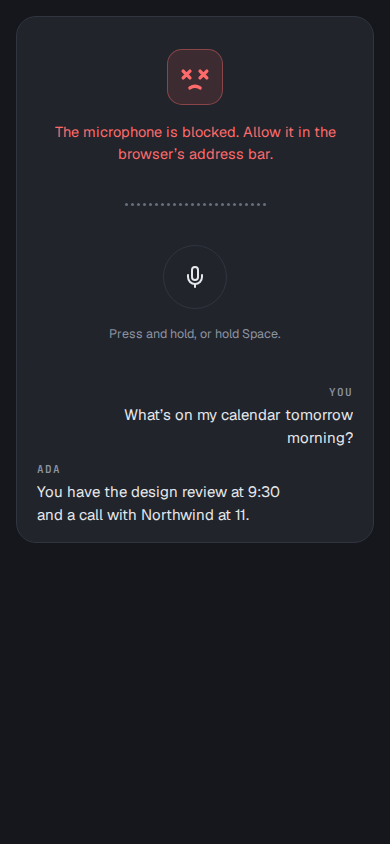 The microphone is blocked. Allow it in the
browser’s address bar.
Press and hold, or hold Space.
YOU
What’s on my calendar tomorrow
morning?
ADA
You have the design review at 9:30
and a call with Northwind at 11.